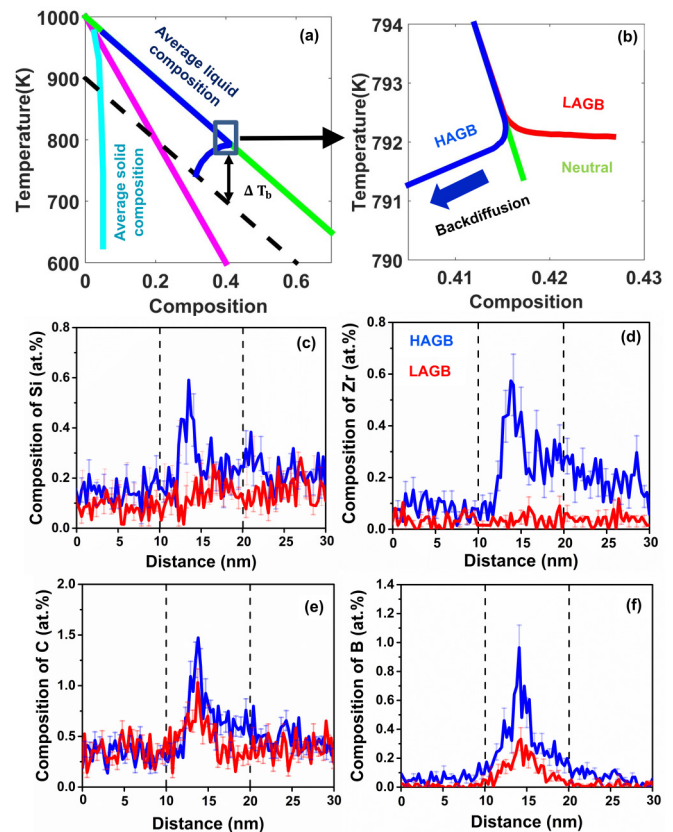 (a)
Average liquid
composition
Average solid
composition
Δ Tb
Temperature(K)
1000
900
800
700
600
0
0.2
0.4
0.6
Composition
(b)
LAGB
HAGB
Neutral
Backdiffusion
Temperature(K)
794
793
792
791
790
0.41
0.42
0.43
Composition
(c)
Composition of Si (at.%)
0.8
0.6
0.4
0.2
0.0
0 5 10 15 20 25 30
Distance (nm)
(d)
HAGB
LAGB
Composition of Zr (at.%)
0.8
0.6
0.4
0.2
0.0
0 5 10 15 20 25 30
Distance (nm)
(e)
Composition of C (at.%)
2.0
1.5
1.0
0.5
0.0
0 5 10 15 20 25 30
Distance (nm)
(f)
Composition of B (at.%)
1.4
1.2
1.0
0.8
0.6
0.4
0.2
0.0
0 5 10 15 20 25 30
Distance (nm)